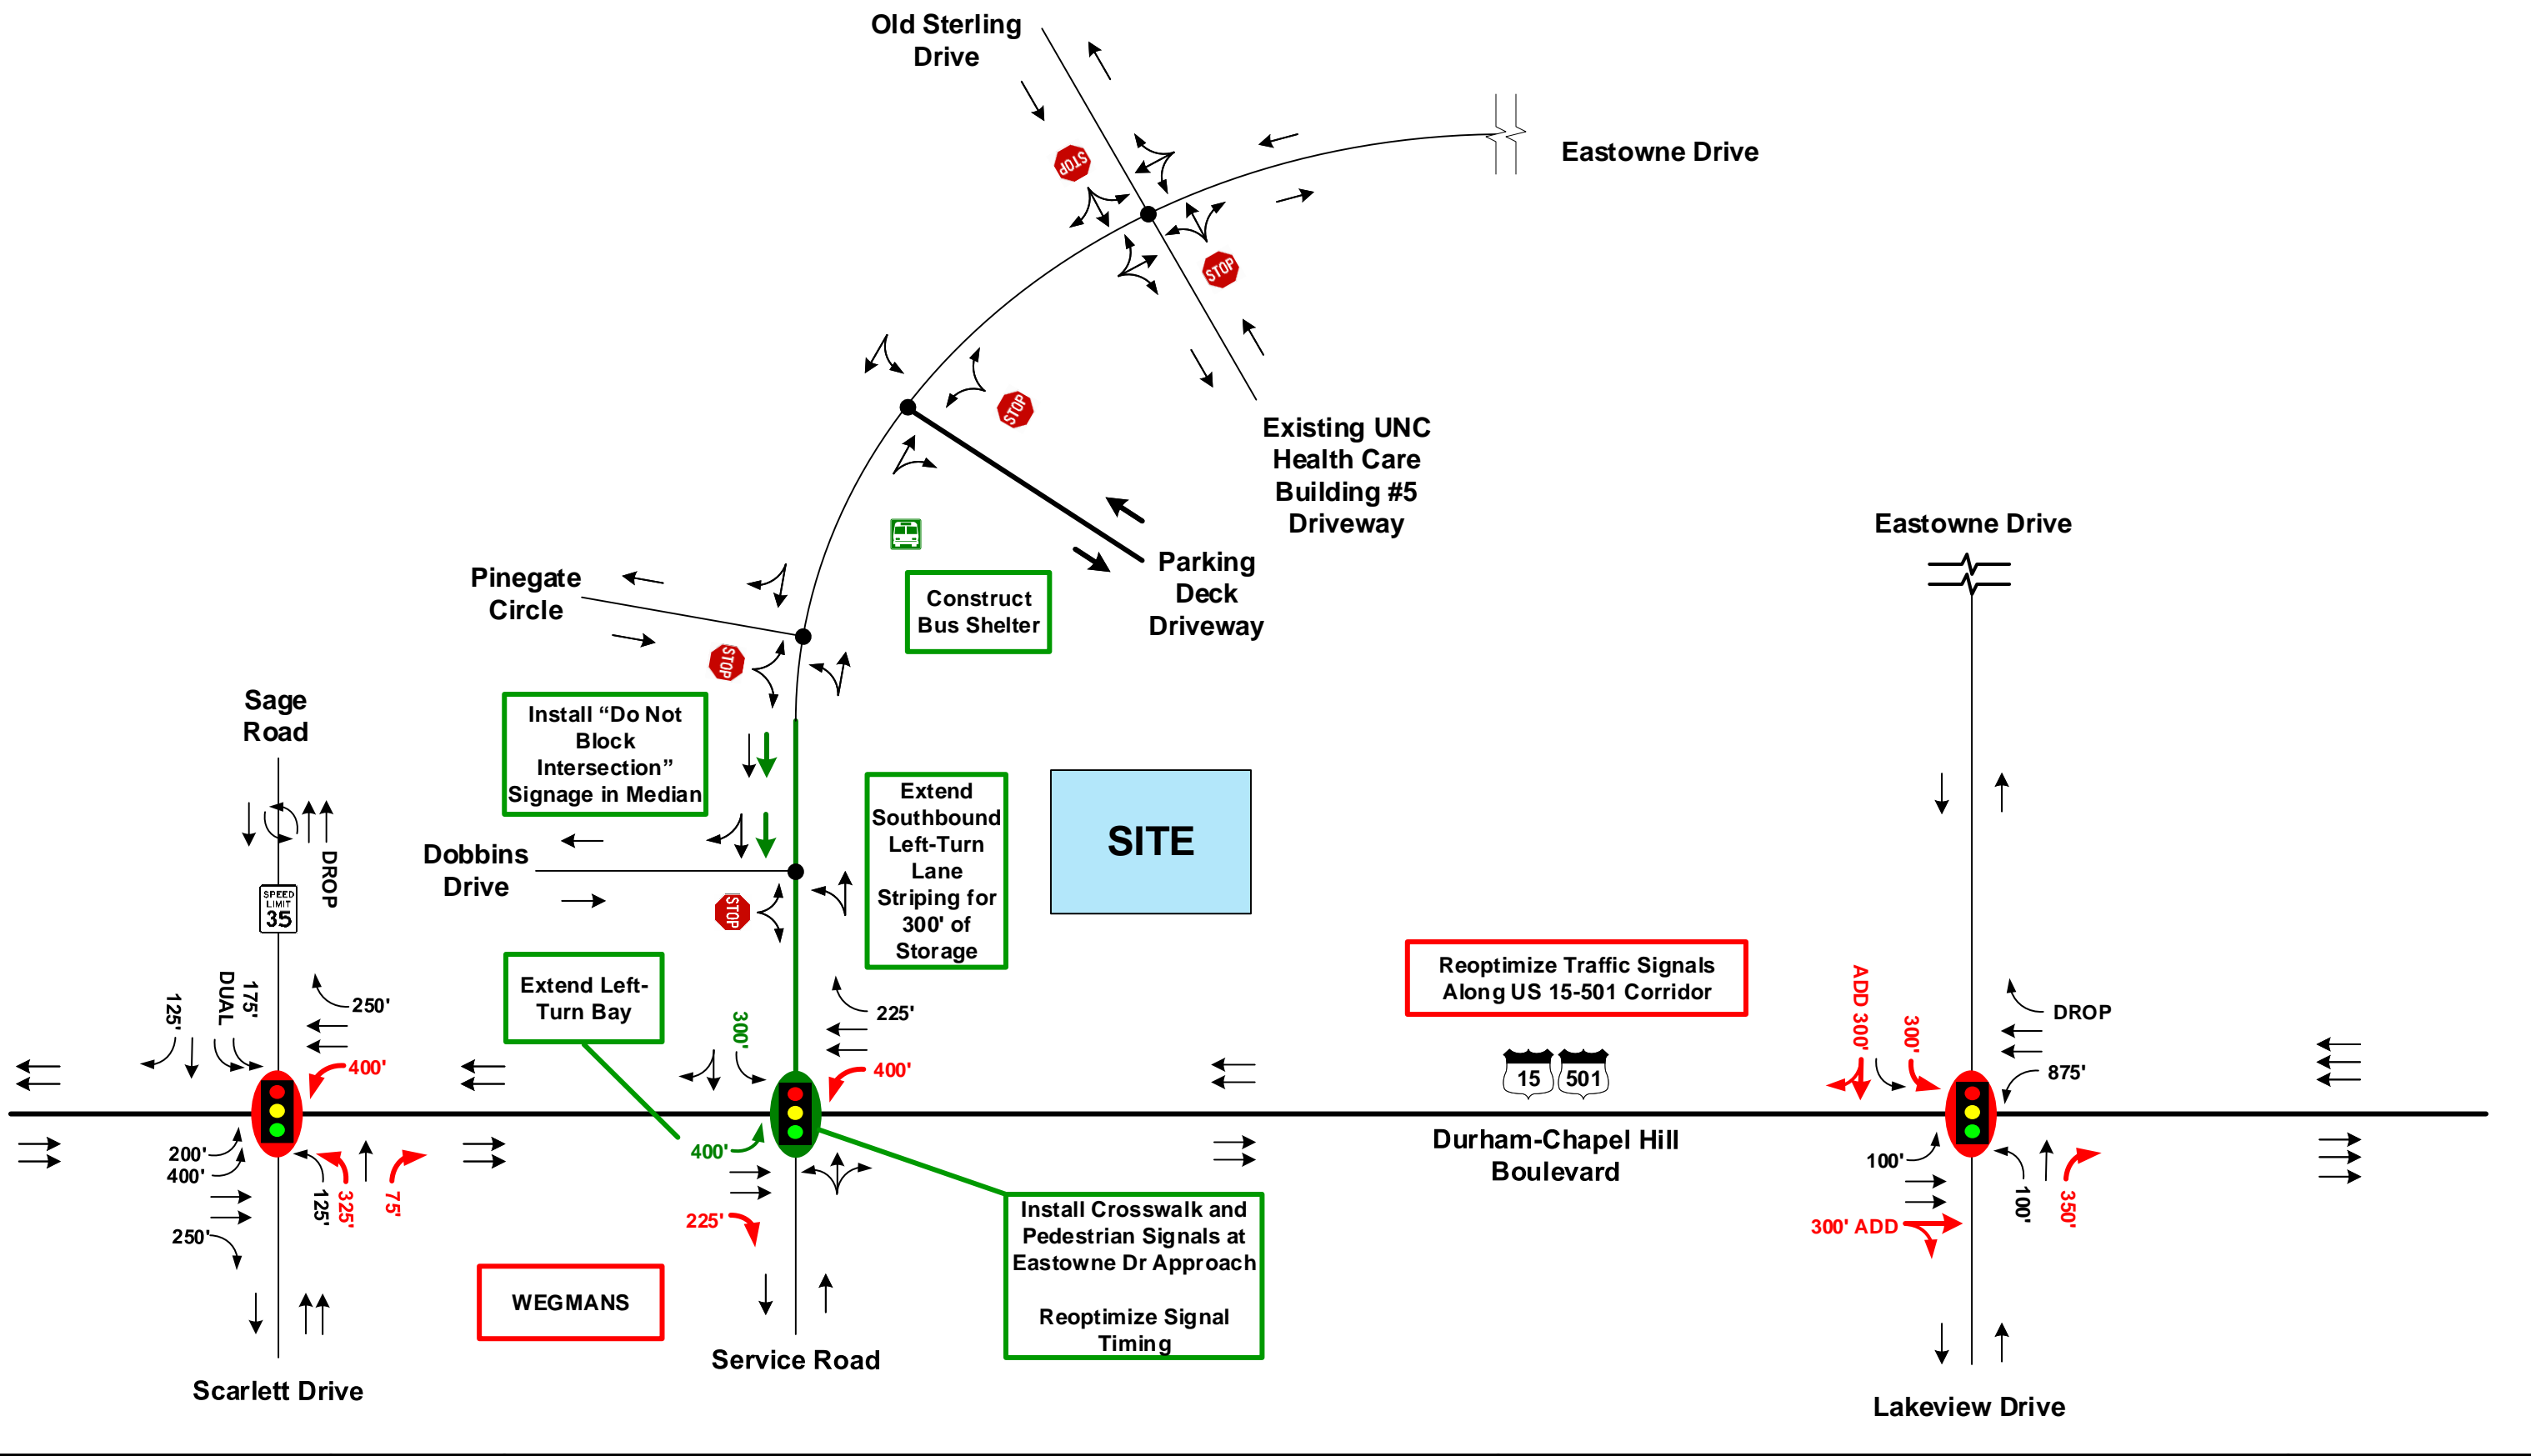 Old Sterling
Drive
STOP
Eastowne Drive
STOP
STOP
Existing UNC
Health Care
Building #5
Driveway
Eastowne Drive
Parking
Deck
Driveway
Pinegate
Circle
Construct
Bus Shelter
STOP
Sage
Road
Install “Do Not
Block
Intersection”
Signage in Median
Extend
Southbound
Left-Turn
Lane
Striping for
300' of
Storage
SITE
DROP
Dobbins
Drive
STOP
SPEED
LIMIT
35
Extend Left-
Turn Bay
Reoptimize Traffic Signals
Along US 15-501 Corridor
125'
DUAL
175'
250'
300'
225'
ADD 300'
300'
DROP
400'
400'
15
501
875'
200'
400'
125'
325'
75'
250'
400'
225'
Durham-Chapel Hill
Boulevard
100'
300' ADD
100'
350'
Install Crosswalk and
Pedestrian Signals at
Eastowne Dr Approach
Reoptimize Signal
Timing
WEGMANS
Service Road
Scarlett Drive
Lakeview Drive